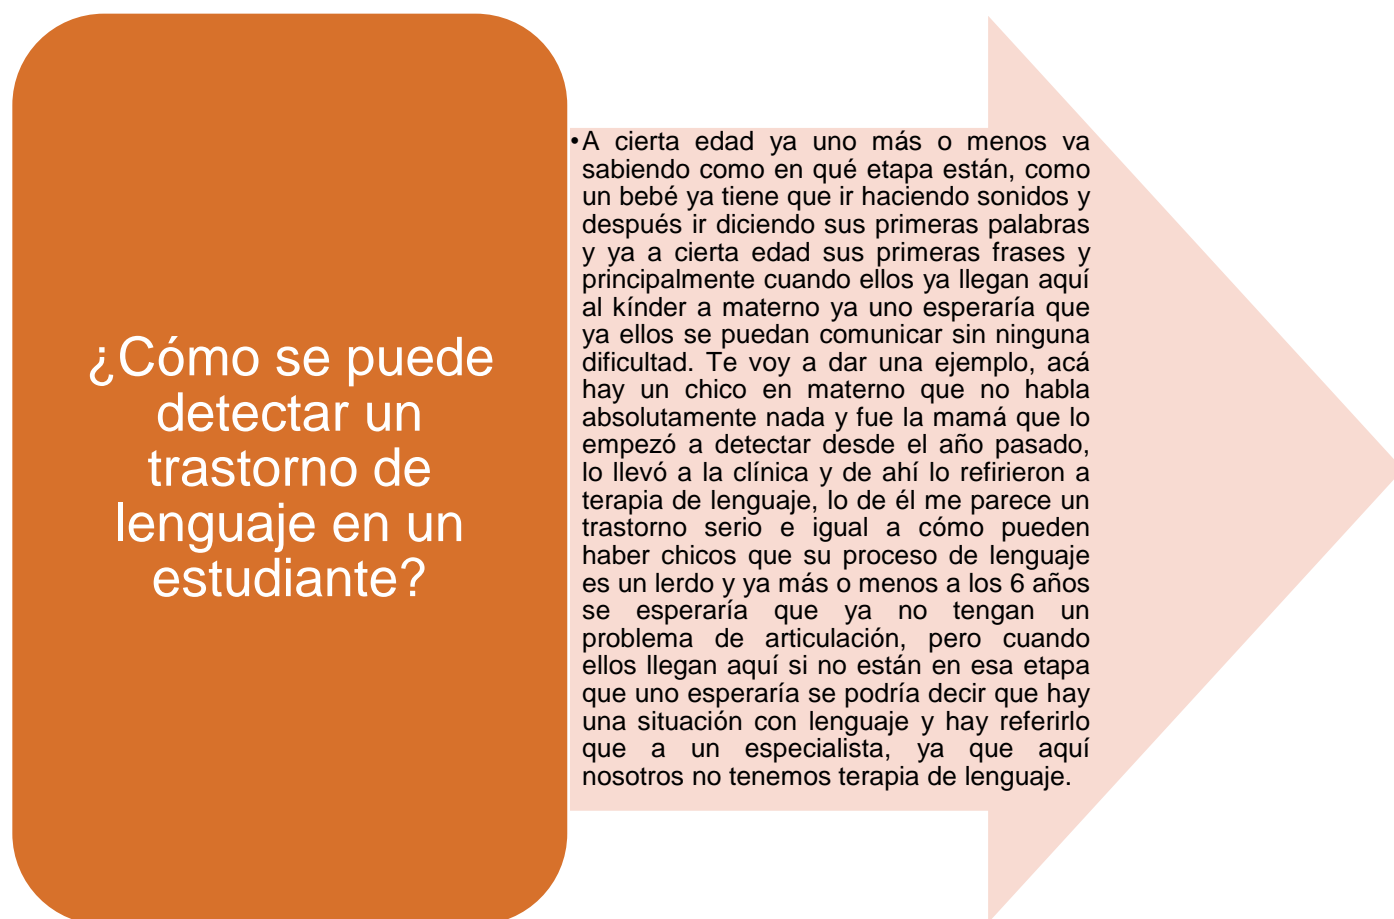 ¿Cómo se puede
detectar un
trastorno de
lenguaje en un
estudiante?
•A cierta edad ya uno más o menos va
sabiendo como en qué etapa están, como
un bebé ya tiene que ir haciendo sonidos y
después ir diciendo sus primeras palabras
y ya a cierta edad sus primeras frases y
principalmente cuando ellos ya llegan aquí
al kínder a materno ya uno esperaría que
ya ellos se puedan comunicar sin ninguna
dificultad. Te voy a dar una ejemplo, acá
hay un chico en materno que no habla
absolutamente nada y fue la mamá que lo
empezó a detectar desde el año pasado,
lo llevó a la clínica y de ahí lo refirieron a
terapia de lenguaje, lo de él me parece un
trastorno serio e igual a cómo pueden
haber chicos que su proceso de lenguaje
es un lerdo y ya más o menos a los 6 años
se esperaría que ya no tengan un
problema de articulación, pero cuando
ellos llegan aquí si no están en esa etapa
que uno esperaría se podría decir que hay
una situación con lenguaje y hay referirlo
que a un especialista, ya que aquí
nosotros no tenemos terapia de lenguaje.